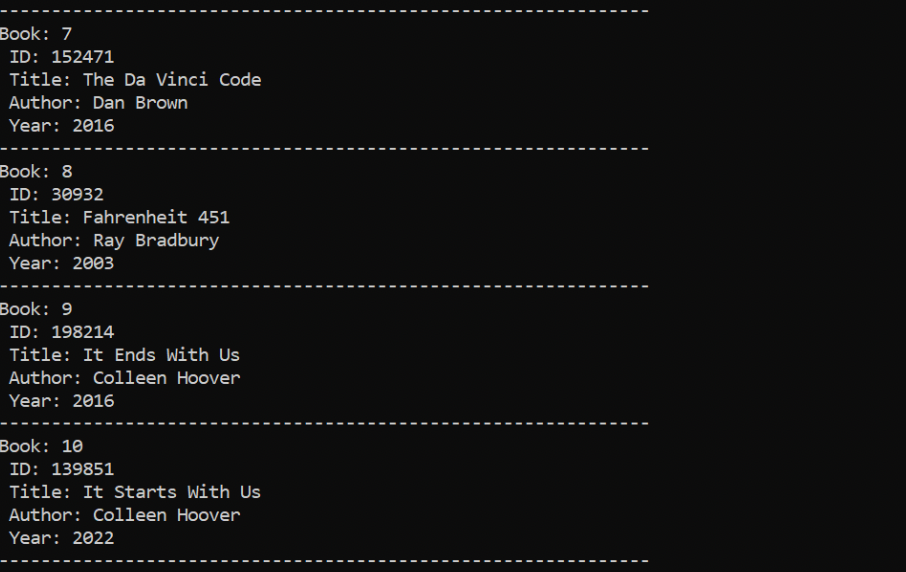 --------------------------------------------------------------
Book: 7
 ID: 152471
 Title: The Da Vinci Code
 Author: Dan Brown
 Year: 2016
--------------------------------------------------------------
Book: 8
 ID: 30932
 Title: Fahrenheit 451
 Author: Ray Bradbury
 Year: 2003
--------------------------------------------------------------
Book: 9
 ID: 198214
 Title: It Ends With Us
 Author: Colleen Hoover
 Year: 2016
--------------------------------------------------------------
Book: 10
 ID: 139851
 Title: It Starts With Us
 Author: Colleen Hoover
 Year: 2022
--------------------------------------------------------------